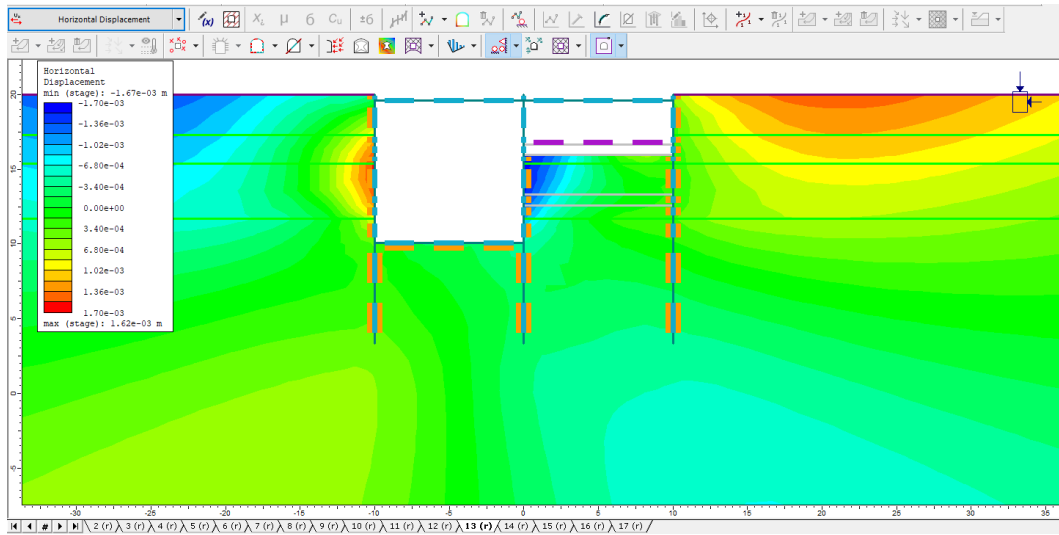 Horizontal Displacement
(x)
Horizontal
Displacement
min (stage): -1.67e-03 m
-1.70e-03
-1.36e-03
-1.02e-03
-6.80e-04
-3.40e-04
0.00e+00
3.40e-04
6.80e-04
1.02e-03
1.36e-03
1.70e-03
max (stage): 1.62e-03 m
20
15
10
5
0
-5
-30 -25 -20 -15 -10 -5 0 5 10 15 20 25 30 35
2 (r) 3 (r) 4 (r) 5 (r) 6 (r) 7 (r) 8 (r) 9 (r) 10 (r) 11 (r) 12 (r) 13 (r) 14 (r) 15 (r) 16 (r) 17 (r)